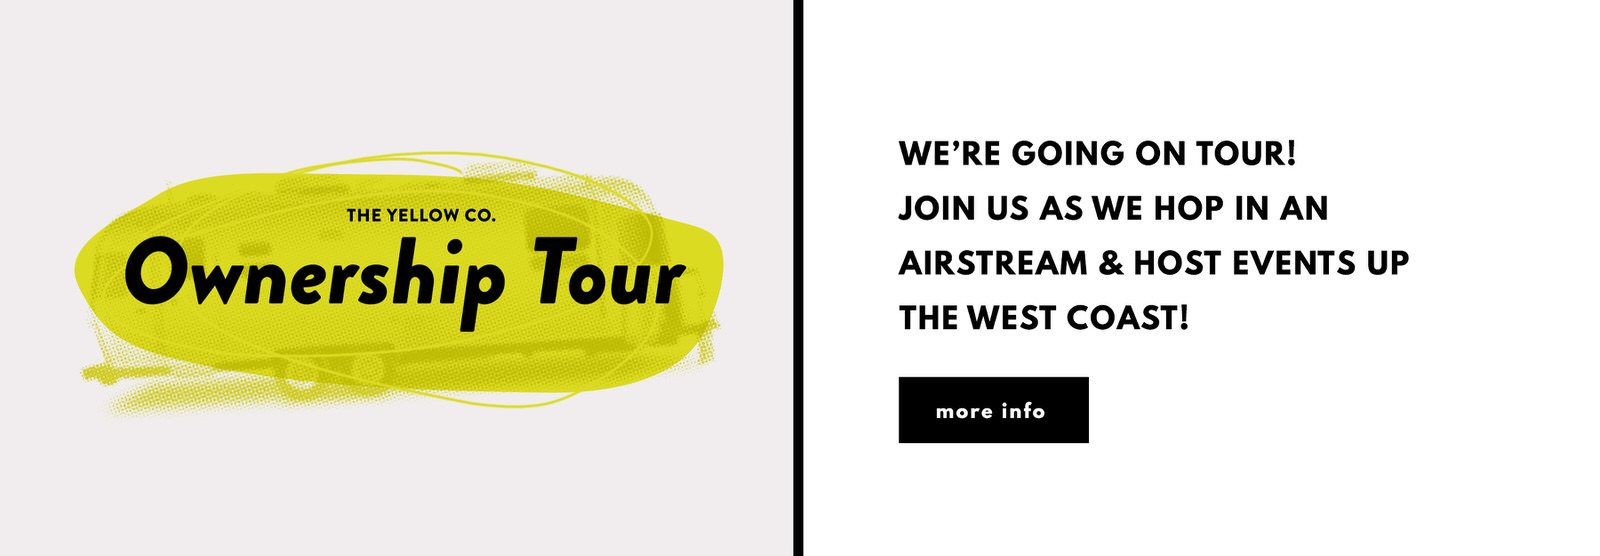 THE YELLOW CO.
Ownership Tour
WE’RE GOING ON TOUR!
JOIN US AS WE HOP IN AN
AIRSTREAM & HOST EVENTS UP
THE WEST COAST!
more info